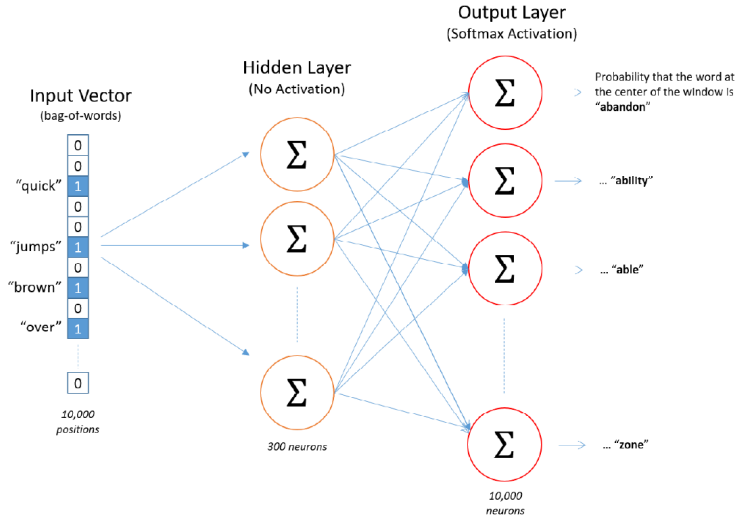 Output Layer
(Softmax Activation)
Hidden Layer
(No Activation)
Input Vector
(bag-of-words)
0
0
"quick" 1
0
0
"jumps" 1
0
"brown" 1
0
"over" 1
0
10,000
positions
Σ
Σ
Σ
300 neurons
Σ
Σ
Σ
Σ
10,000
neurons
Probability that the word at
the center of the window is
"abandon"
... "ability"
... "able"
... "zone"